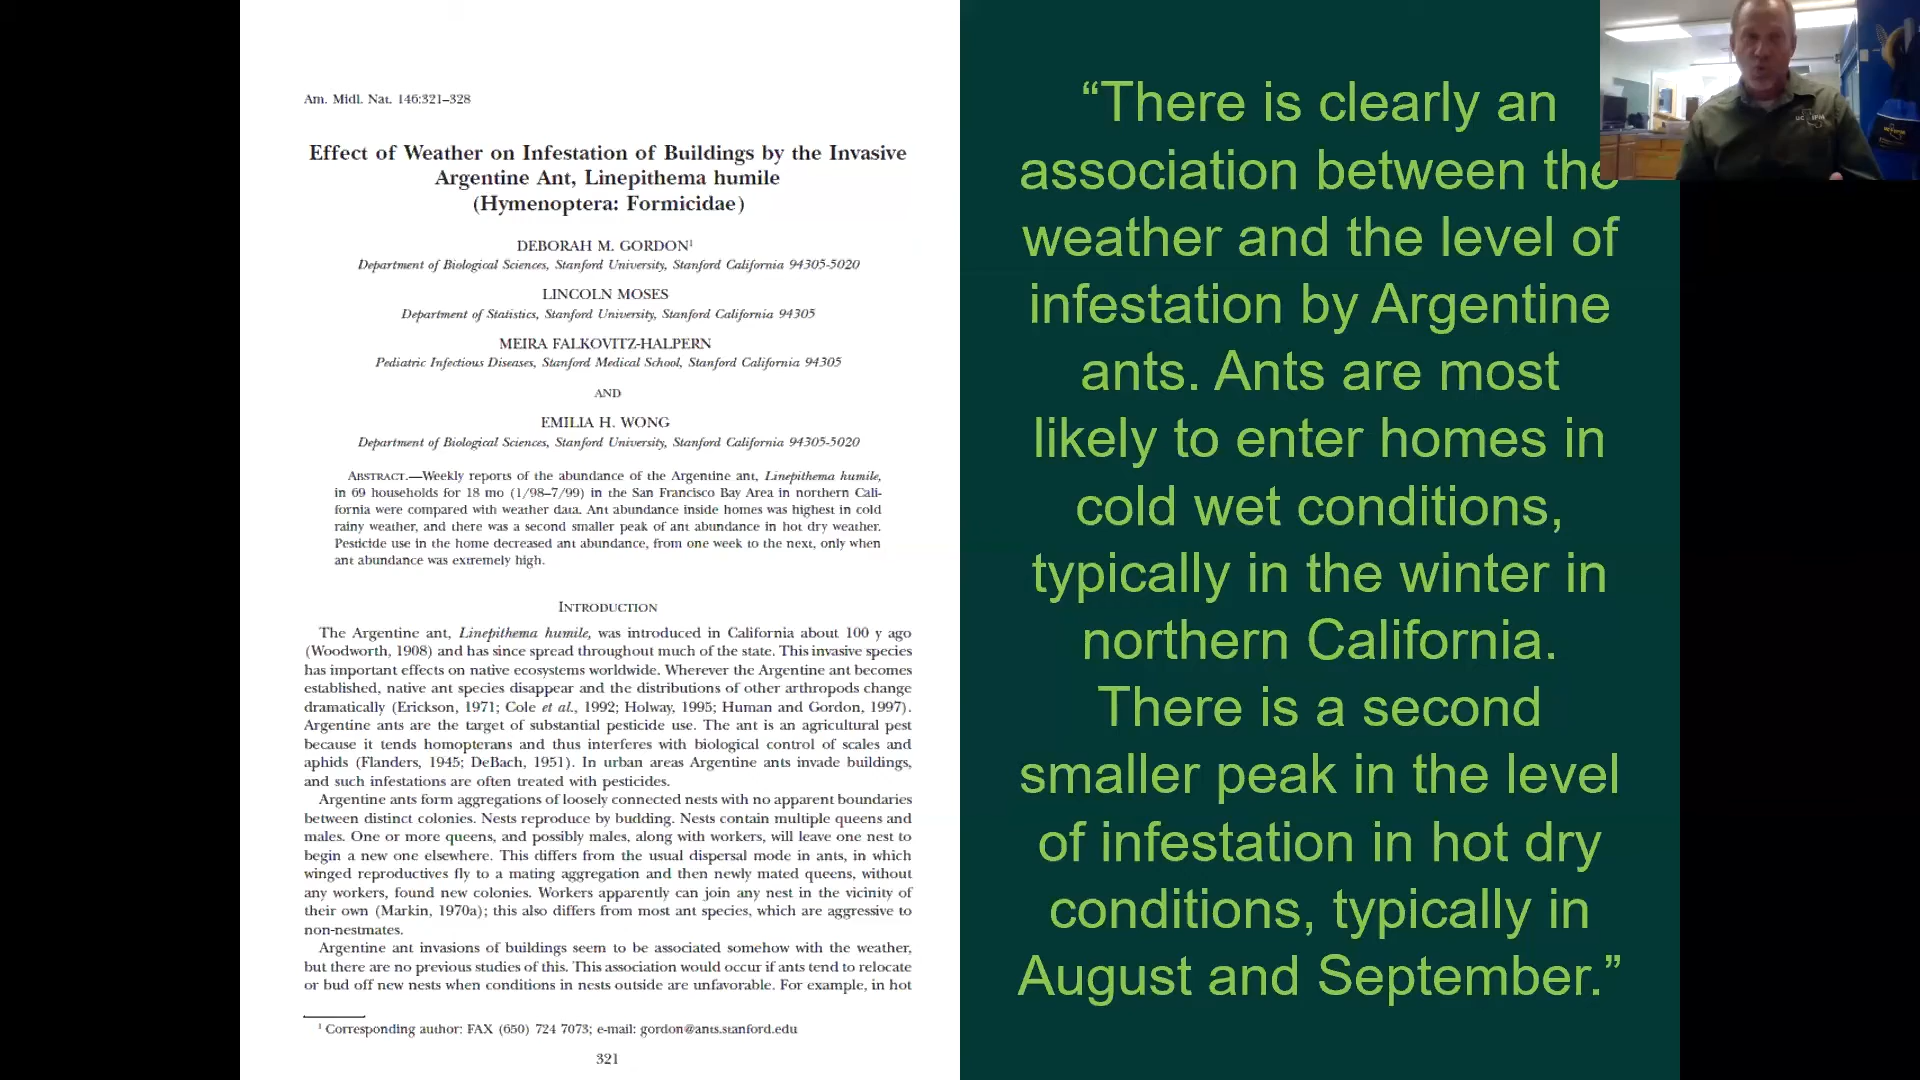 Am. Midl. Nat. 146:321–328
Effect of Weather on Infestation of Buildings by the Invasive
Argentine Ant, Linepithema humile
(Hymenoptera: Formicidae)
DEBORAH M. GORDON¹
Department of Biological Sciences, Stanford University, Stanford California 94305-5020
LINCOLN MOSES
Department of Statistics, Stanford University, Stanford California 94305
MEIRA FALKOVITZ-HALPERN
Pediatric Infectious Diseases, Stanford Medical School, Stanford California 94305
AND
EMILIA H. WONG
Department of Biological Sciences, Stanford University, Stanford California 94305-5020
ABSTRACT.—Weekly reports of the abundance of the Argentine ant, Linepithema humile,
in 69 households for 18 mo (1/98–7/99) in the San Francisco Bay Area in northern Cali-
fornia were compared with weather data. Ant abundance inside homes was highest in cold
rainy weather, and there was a second smaller peak of ant abundance in hot dry weather.
Pesticide use in the home decreased ant abundance, from one week to the next, only when
ant abundance was extremely high.
INTRODUCTION
The Argentine ant, Linepithema humile, was introduced in California about 100 y ago
(Woodworth, 1908) and has since spread throughout much of the state. This invasive species
has important effects on native ecosystems worldwide. Wherever the Argentine ant becomes
established, native ant species disappear and the distributions of other arthropods change
dramatically (Erickson, 1971; Cole et al., 1992; Holway, 1995; Human and Gordon, 1997).
Argentine ants are the target of substantial pesticide use. The ant is an agricultural pest
because it tends homopterans and thus interferes with biological control of scales and
aphids (Flanders, 1945; DeBach, 1951). In urban areas Argentine ants invade buildings,
and such infestations are often treated with pesticides.
Argentine ants form aggregations of loosely connected nests with no apparent boundaries
between distinct colonies. Nests reproduce by budding. Nests contain multiple queens and
males. One or more queens, and possibly males, along with workers, will leave one nest to
begin a new one elsewhere. This differs from the usual dispersal mode in ants, in which
winged reproductives fly to a mating aggregation and then newly mated queens, without
any workers, found new colonies. Workers apparently can join any nest in the vicinity of
their own (Markin, 1970a); this also differs from most ant species, which are aggressive to
non-nestmates.
Argentine ant invasions of buildings seem to be associated somehow with the weather,
but there are no previous studies of this. This association would occur if ants tend to relocate
or bud off new nests when conditions in nests outside are unfavorable. For example, in hot
¹ Corresponding author: FAX (650) 724 7073; e-mail: gordon@ants.stanford.edu
321
“There is clearly an
association between the
weather and the level of
infestation by Argentine
ants. Ants are most
likely to enter homes in
cold wet conditions,
typically in the winter in
northern California.
There is a second
smaller peak in the level
of infestation in hot dry
conditions, typically in
August and September.”
UC IPM